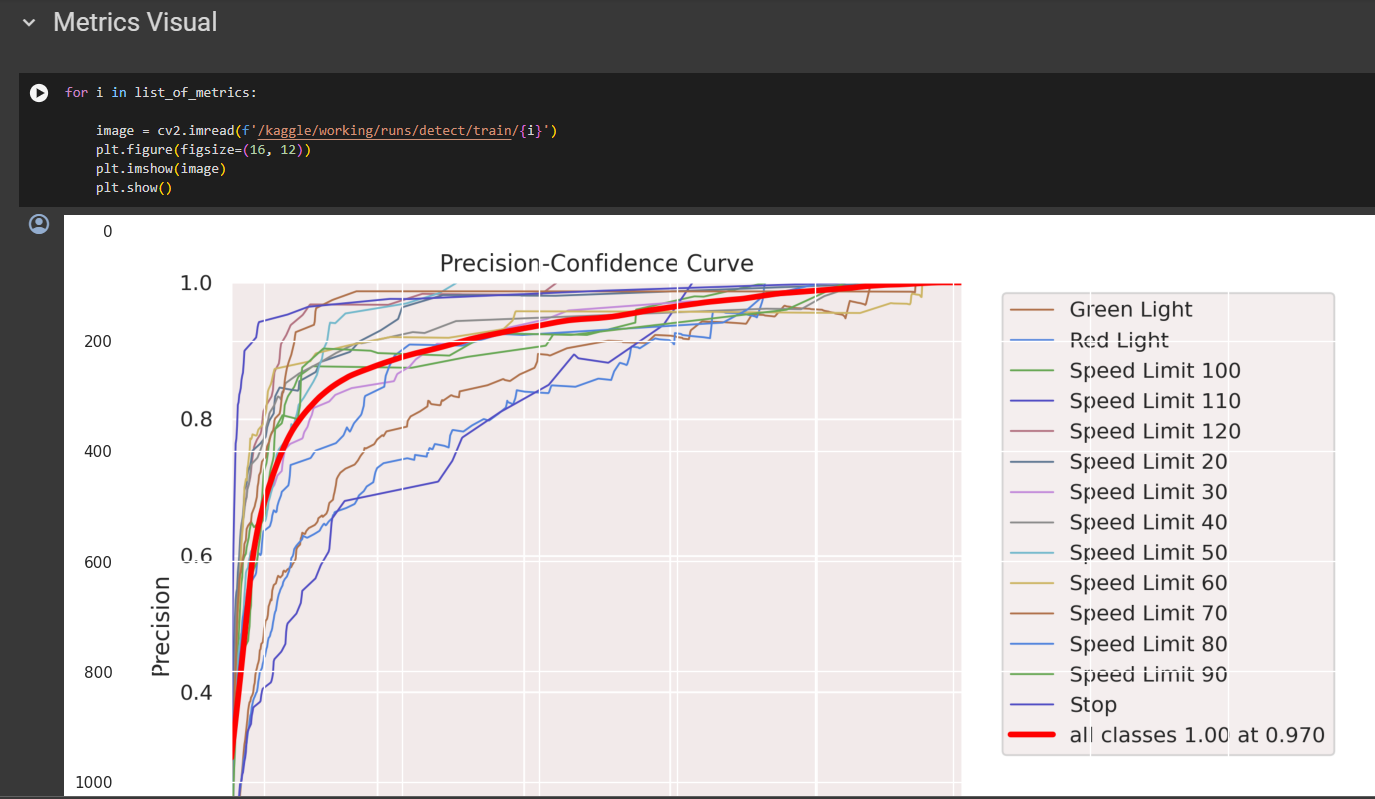 Metrics Visual
for i in list_of_metrics:
image = cv2.imread(f'/kaggle/working/runs/detect/train/{i}')
plt.figure(figsize=(16, 12))
plt.imshow(image)
plt.show()
0
Precision-Confidence Curve
1.0
200
0.8
400
0.6
600
Precision
800
0.4
1000
Green Light
Red Light
Speed Limit 100
Speed Limit 110
Speed Limit 120
Speed Limit 20
Speed Limit 30
Speed Limit 40
Speed Limit 50
Speed Limit 60
Speed Limit 70
Speed Limit 80
Speed Limit 90
Stop
all classes 1.00 at 0.970